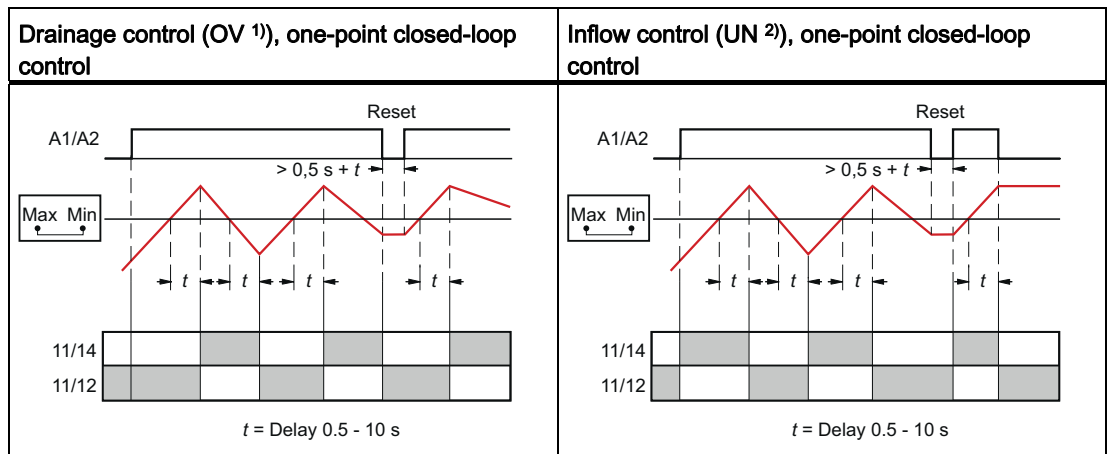 Drainage control (OV 1)), one-point closed-loop
control
Inflow control (UN 2)), one-point closed-loop
control
Reset
A1/A2
> 0,5 s + t
Max Min
t t t t
11/14
11/12
t = Delay 0.5 - 10 s
Reset
A1/A2
> 0,5 s + t
Max Min
t t t t
11/14
11/12
t = Delay 0.5 - 10 s